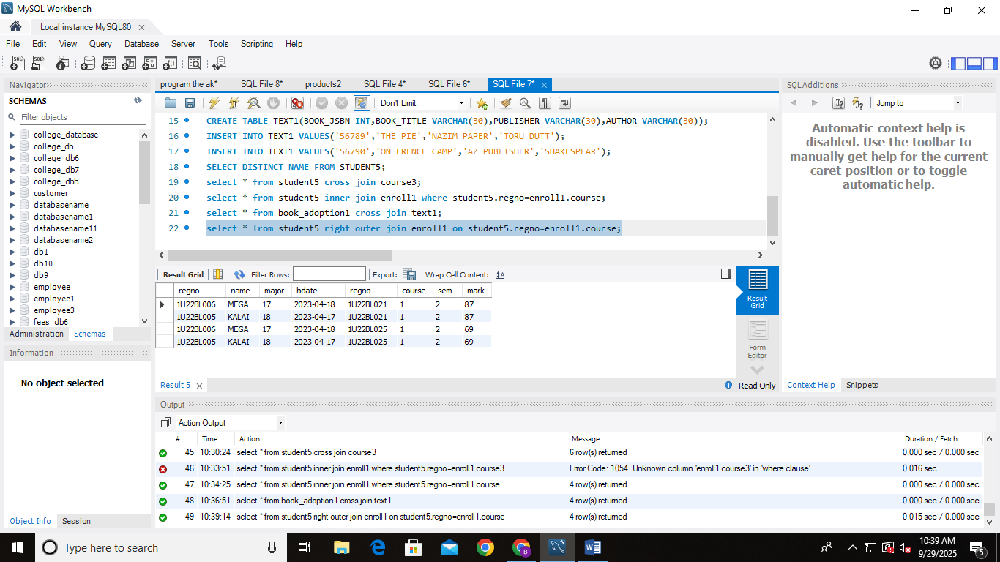 MySQL Workbench
Local instance MySQL80
File Edit View Query Database Server Tools Scripting Help
Navigator
SCHEMAS
Filter objects
college_database
college_db
college_db6
college_db7
college_dbb
customer
databasename
databasename1
databasename11
databasename2
db1
db10
db9
employee
employee1
employee3
fees_db6
Administration Schemas
Information
No object selected
Object Info Session
program the ak* SQL File 8* products2 SQL File 4* SQL File 6* SQL File 7*
Don't Limit
15 CREATE TABLE TEXT1(BOOK_JSBN INT,BOOK_TITLE VARCHAR(30),PUBLISHER VARCHAR(30),AUTHOR VARCHAR(30));
16 INSERT INTO TEXT1 VALUES('56789','THE PIE','NAZIM PAPER','TORU DUTT');
17 INSERT INTO TEXT1 VALUES('56790','ON FRENCE CAMP','AZ PUBLISHER','SHAKESPEAR');
18 SELECT DISTINCT NAME FROM STUDENT5;
19 select * from student5 cross join course3;
20 select * from student5 inner join enroll1 where student5.regno=enroll1.course;
21 select * from book_adoption1 cross join text1;
22 select * from student5 right outer join enroll1 on student5.regno=enroll1.course;
Result Grid Filter Rows: Export: Wrap Cell Content:
regno name major bdate regno course sem mark
1U22BL006 MEGA 17 2023-04-18 1U22BL021 1 2 87
1U22BL005 KALAI 18 2023-04-17 1U22BL021 1 2 87
1U22BL006 MEGA 17 2023-04-18 1U22BL025 1 2 69
1U22BL005 KALAI 18 2023-04-17 1U22BL025 1 2 69
Result Grid
Form Editor
Result 5
Read Only
SQLAdditions
Jump to
Automatic context help is
disabled. Use the toolbar to
manually get help for the current
caret position or to toggle
automatic help.
Context Help Snippets
Output
Action Output
# Time Action Message Duration / Fetch
45 10:30:24 select * from student5 cross join course3 6 row(s) returned 0.000 sec / 0.000 sec
46 10:33:51 select * from student5 inner join enroll1 where student5.regno=enroll1.course3 Error Code: 1054. Unknown column 'enroll1.course3' in 'where clause' 0.016 sec
47 10:34:25 select * from student5 inner join enroll1 where student5.regno=enroll1.course 4 row(s) returned 0.000 sec / 0.000 sec
48 10:36:51 select * from book_adoption1 cross join text1 4 row(s) returned 0.000 sec / 0.000 sec
49 10:39:14 select * from student5 right outer join enroll1 on student5.regno=enroll1.course 4 row(s) returned 0.015 sec / 0.000 sec
Type here to search
10:39 AM
9/29/2025
5